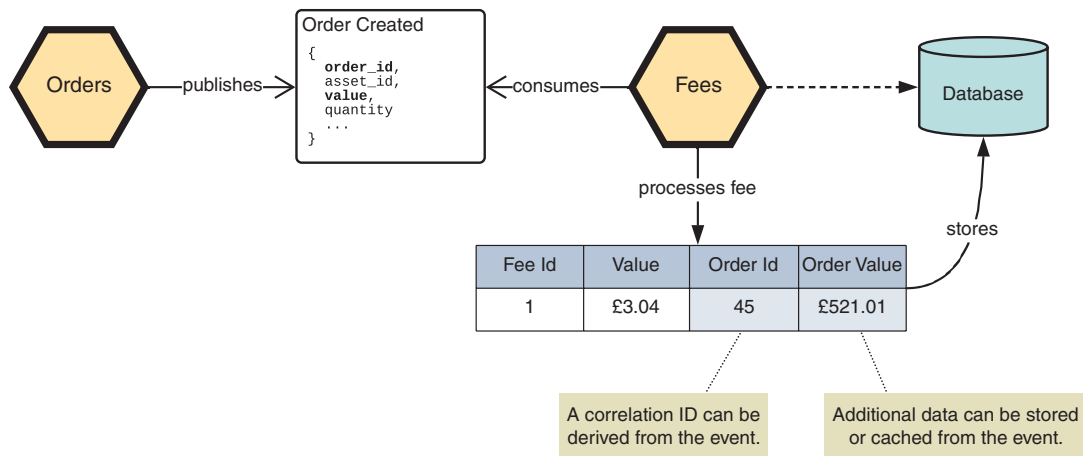 Order Created
{
order_id,
asset_id,
value,
quantity
...
}
Orders
publishes
consumes
Fees
Database
processes fee
stores
Fee Id Value Order Id Order Value
1 £3.04 45 £521.01
A correlation ID can be
derived from the event.
Additional data can be stored
or cached from the event.